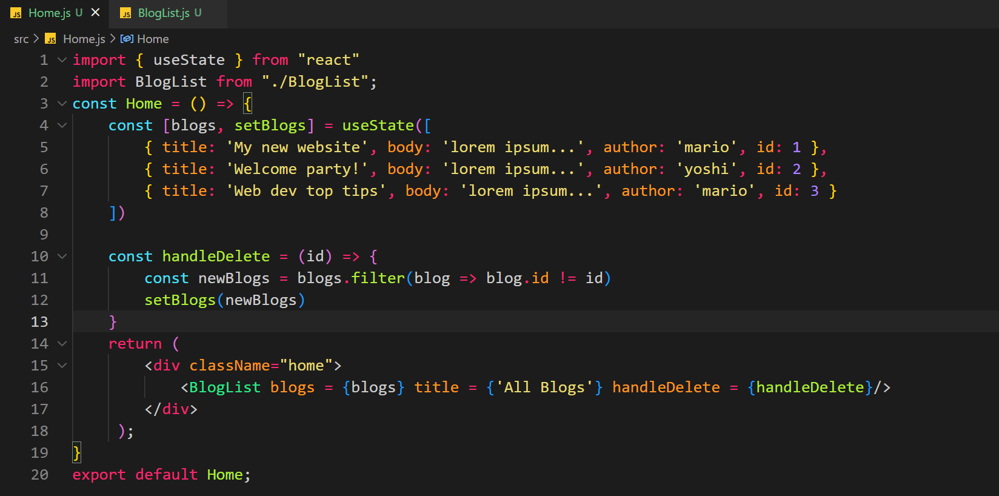 JS Home.js U × JS BlogList.js U
src > JS Home.js > Home
1 import { useState } from "react"
2 import BlogList from "./BlogList";
3 const Home = () => {
4     const [blogs, setBlogs] = useState([
5         { title: 'My new website', body: 'lorem ipsum...', author: 'mario', id: 1 },
6         { title: 'Welcome party!', body: 'lorem ipsum...', author: 'yoshi', id: 2 },
7         { title: 'Web dev top tips', body: 'lorem ipsum...', author: 'mario', id: 3 }
8     ])
9
10     const handleDelete = (id) => {
11         const newBlogs = blogs.filter(blog => blog.id != id)
12         setBlogs(newBlogs)
13     }
14     return (
15         <div className="home">
16             <BlogList blogs = {blogs} title = {'All Blogs'} handleDelete = {handleDelete}/>
17         </div>
18      );
19 }
20 export default Home;